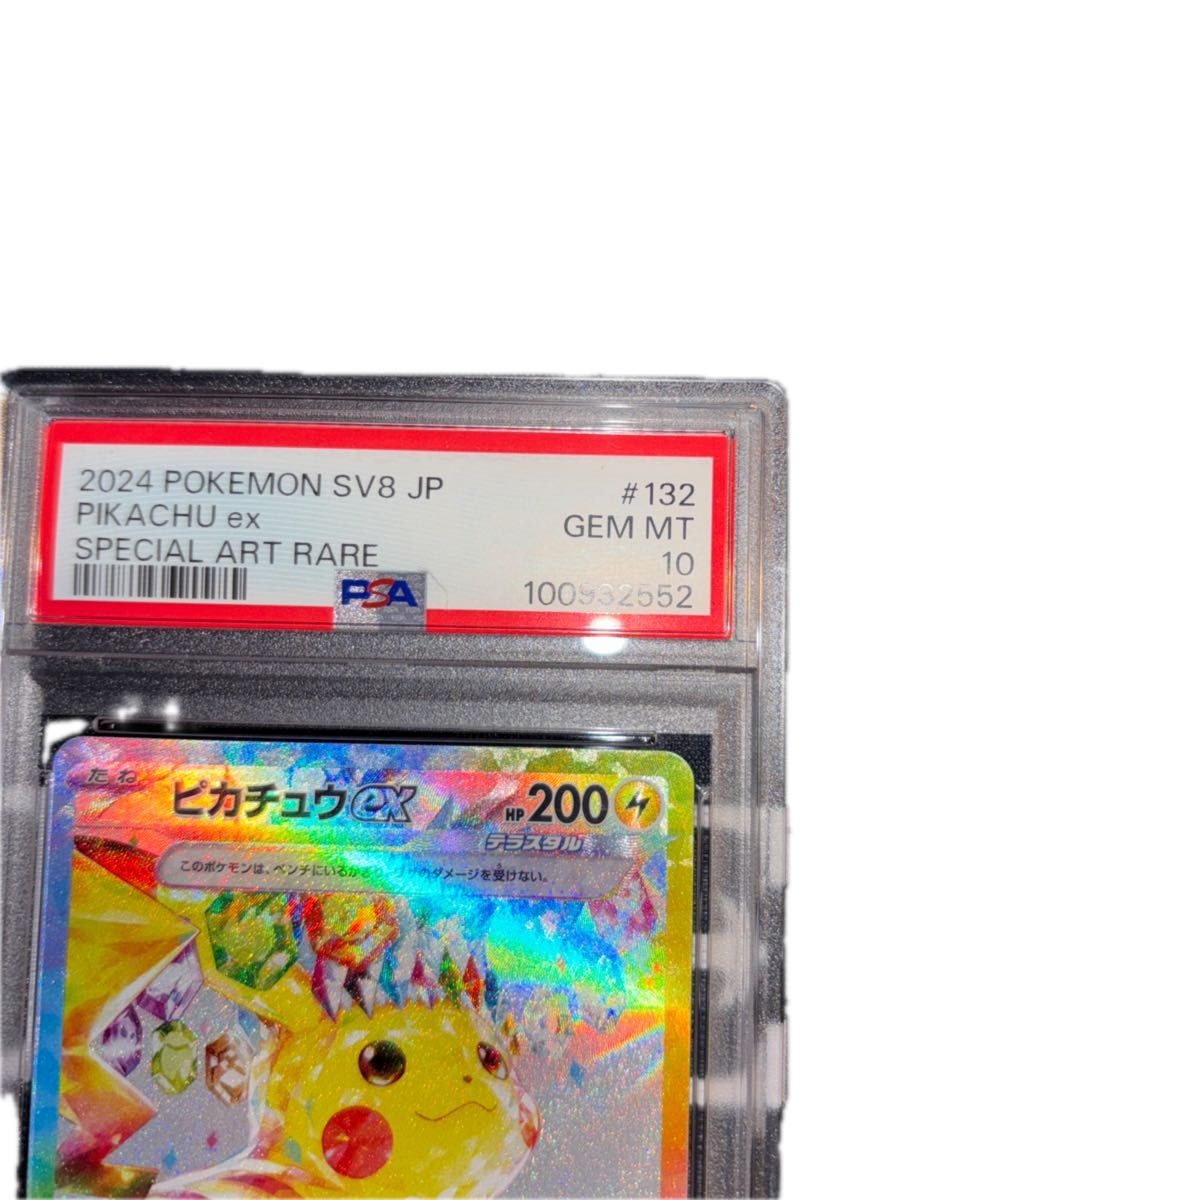 2024 POKEMON SV8 JP
#132
PIKACHU ex
GEM MT
SPECIAL ART RARE
10
PSA
100932552
たね
ピカチュウex
HP 200
テラスタル
このポケモンは、ベンチにいるかぎり、ワザのダメージを受けない。